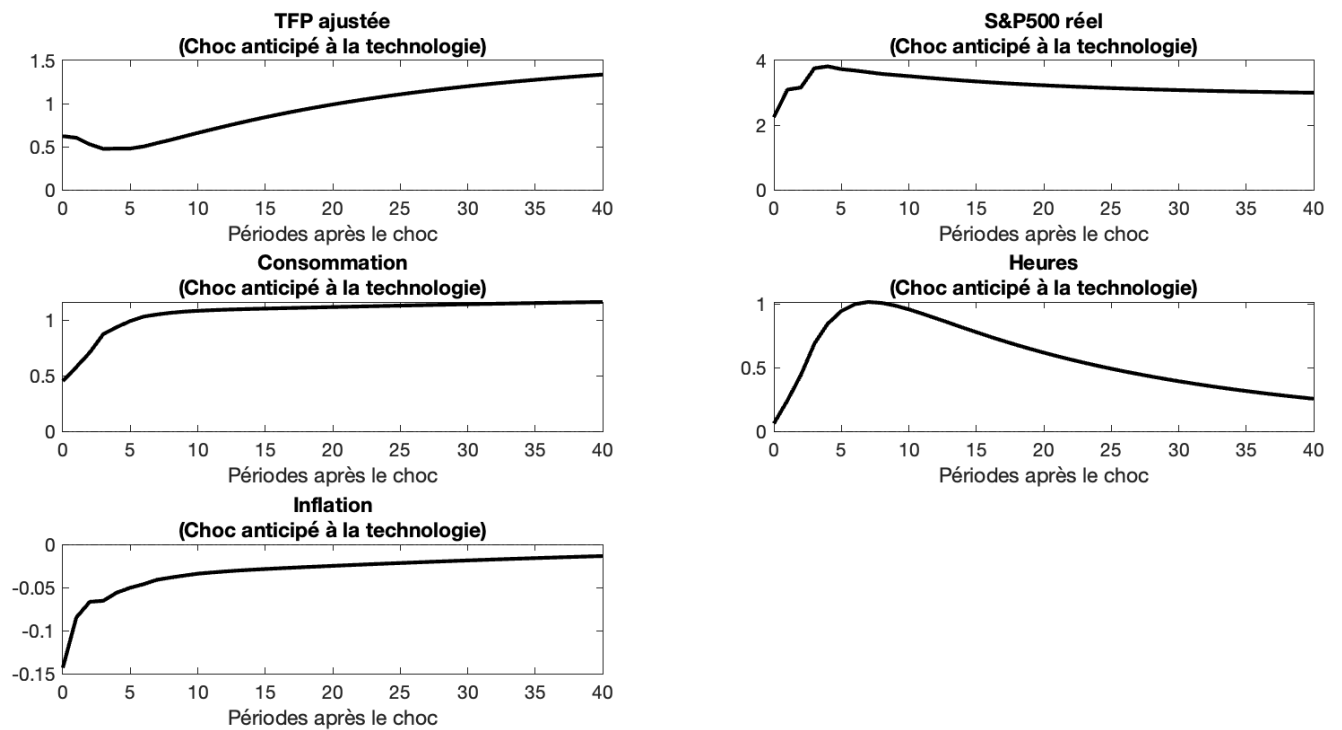 TFP ajustée
(Choc anticipé à la technologie)
1.5
1
0.5
0
0 5 10 15 20 25 30 35 40
Périodes après le choc
S&P500 réel
(Choc anticipé à la technologie)
4
2
0
0 5 10 15 20 25 30 35 40
Périodes après le choc
Consommation
(Choc anticipé à la technologie)
1
0.5
0
0 5 10 15 20 25 30 35 40
Périodes après le choc
Heures
(Choc anticipé à la technologie)
1
0.5
0
0 5 10 15 20 25 30 35 40
Périodes après le choc
Inflation
(Choc anticipé à la technologie)
0
-0.05
-0.1
-0.15
0 5 10 15 20 25 30 35 40
Périodes après le choc